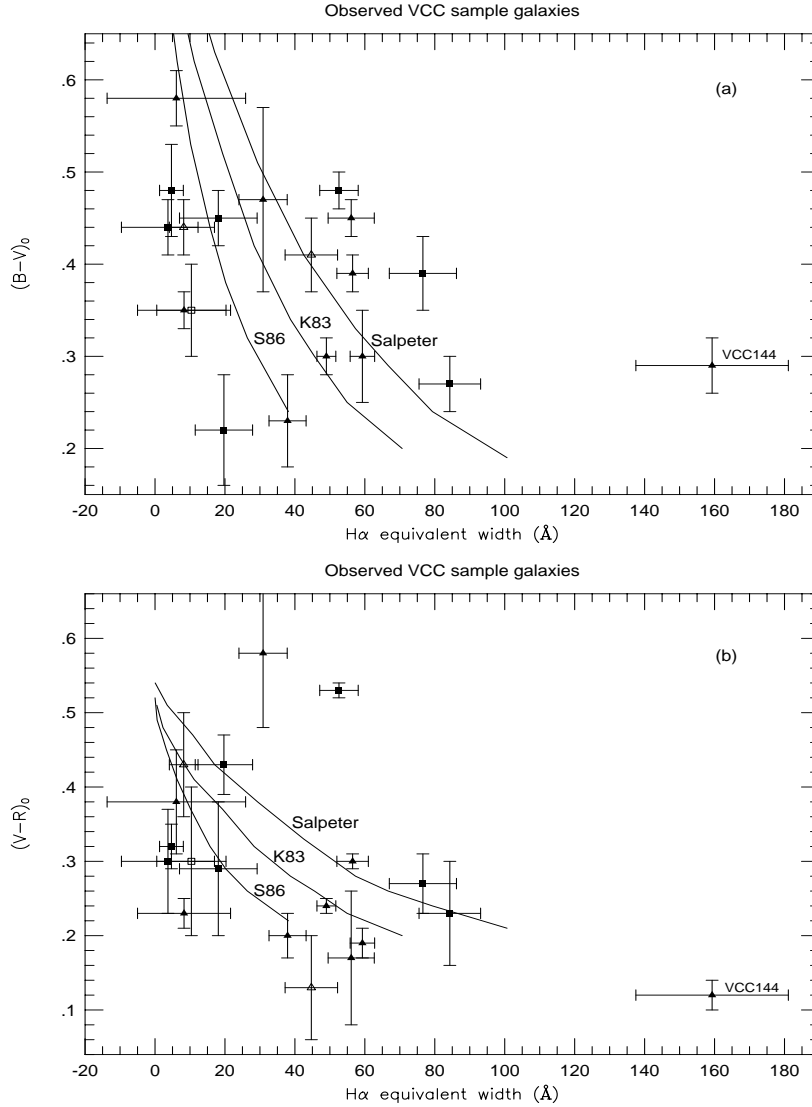 Observed VCC sample galaxies
.6
.5
.4
.3
.2
(B−V)₀
(a)
S86
K83
Salpeter
VCC144
-20 0 20 40 60 80 100 120 140 160 180
Hα equivalent width (Å)
Observed VCC sample galaxies
.6
.5
.4
.3
.2
.1
(V−R)₀
(b)
Salpeter
K83
S86
VCC144
-20 0 20 40 60 80 100 120 140 160 180
Hα equivalent width (Å)